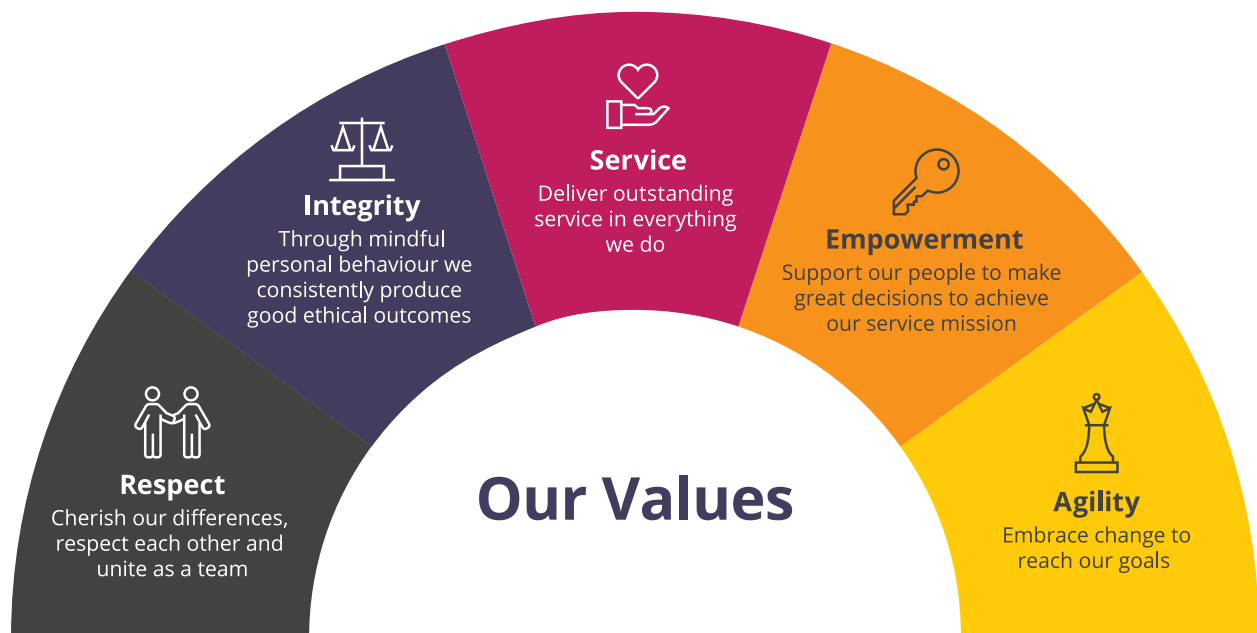 Respect
Cherish our differences,
respect each other and
unite as a team
Integrity
Through mindful
personal behaviour we
consistently produce
good ethical outcomes
Service
Deliver outstanding
service in everything
we do
Empowerment
Support our people to make
great decisions to achieve
our service mission
Agility
Embrace change to
reach our goals
Our Values